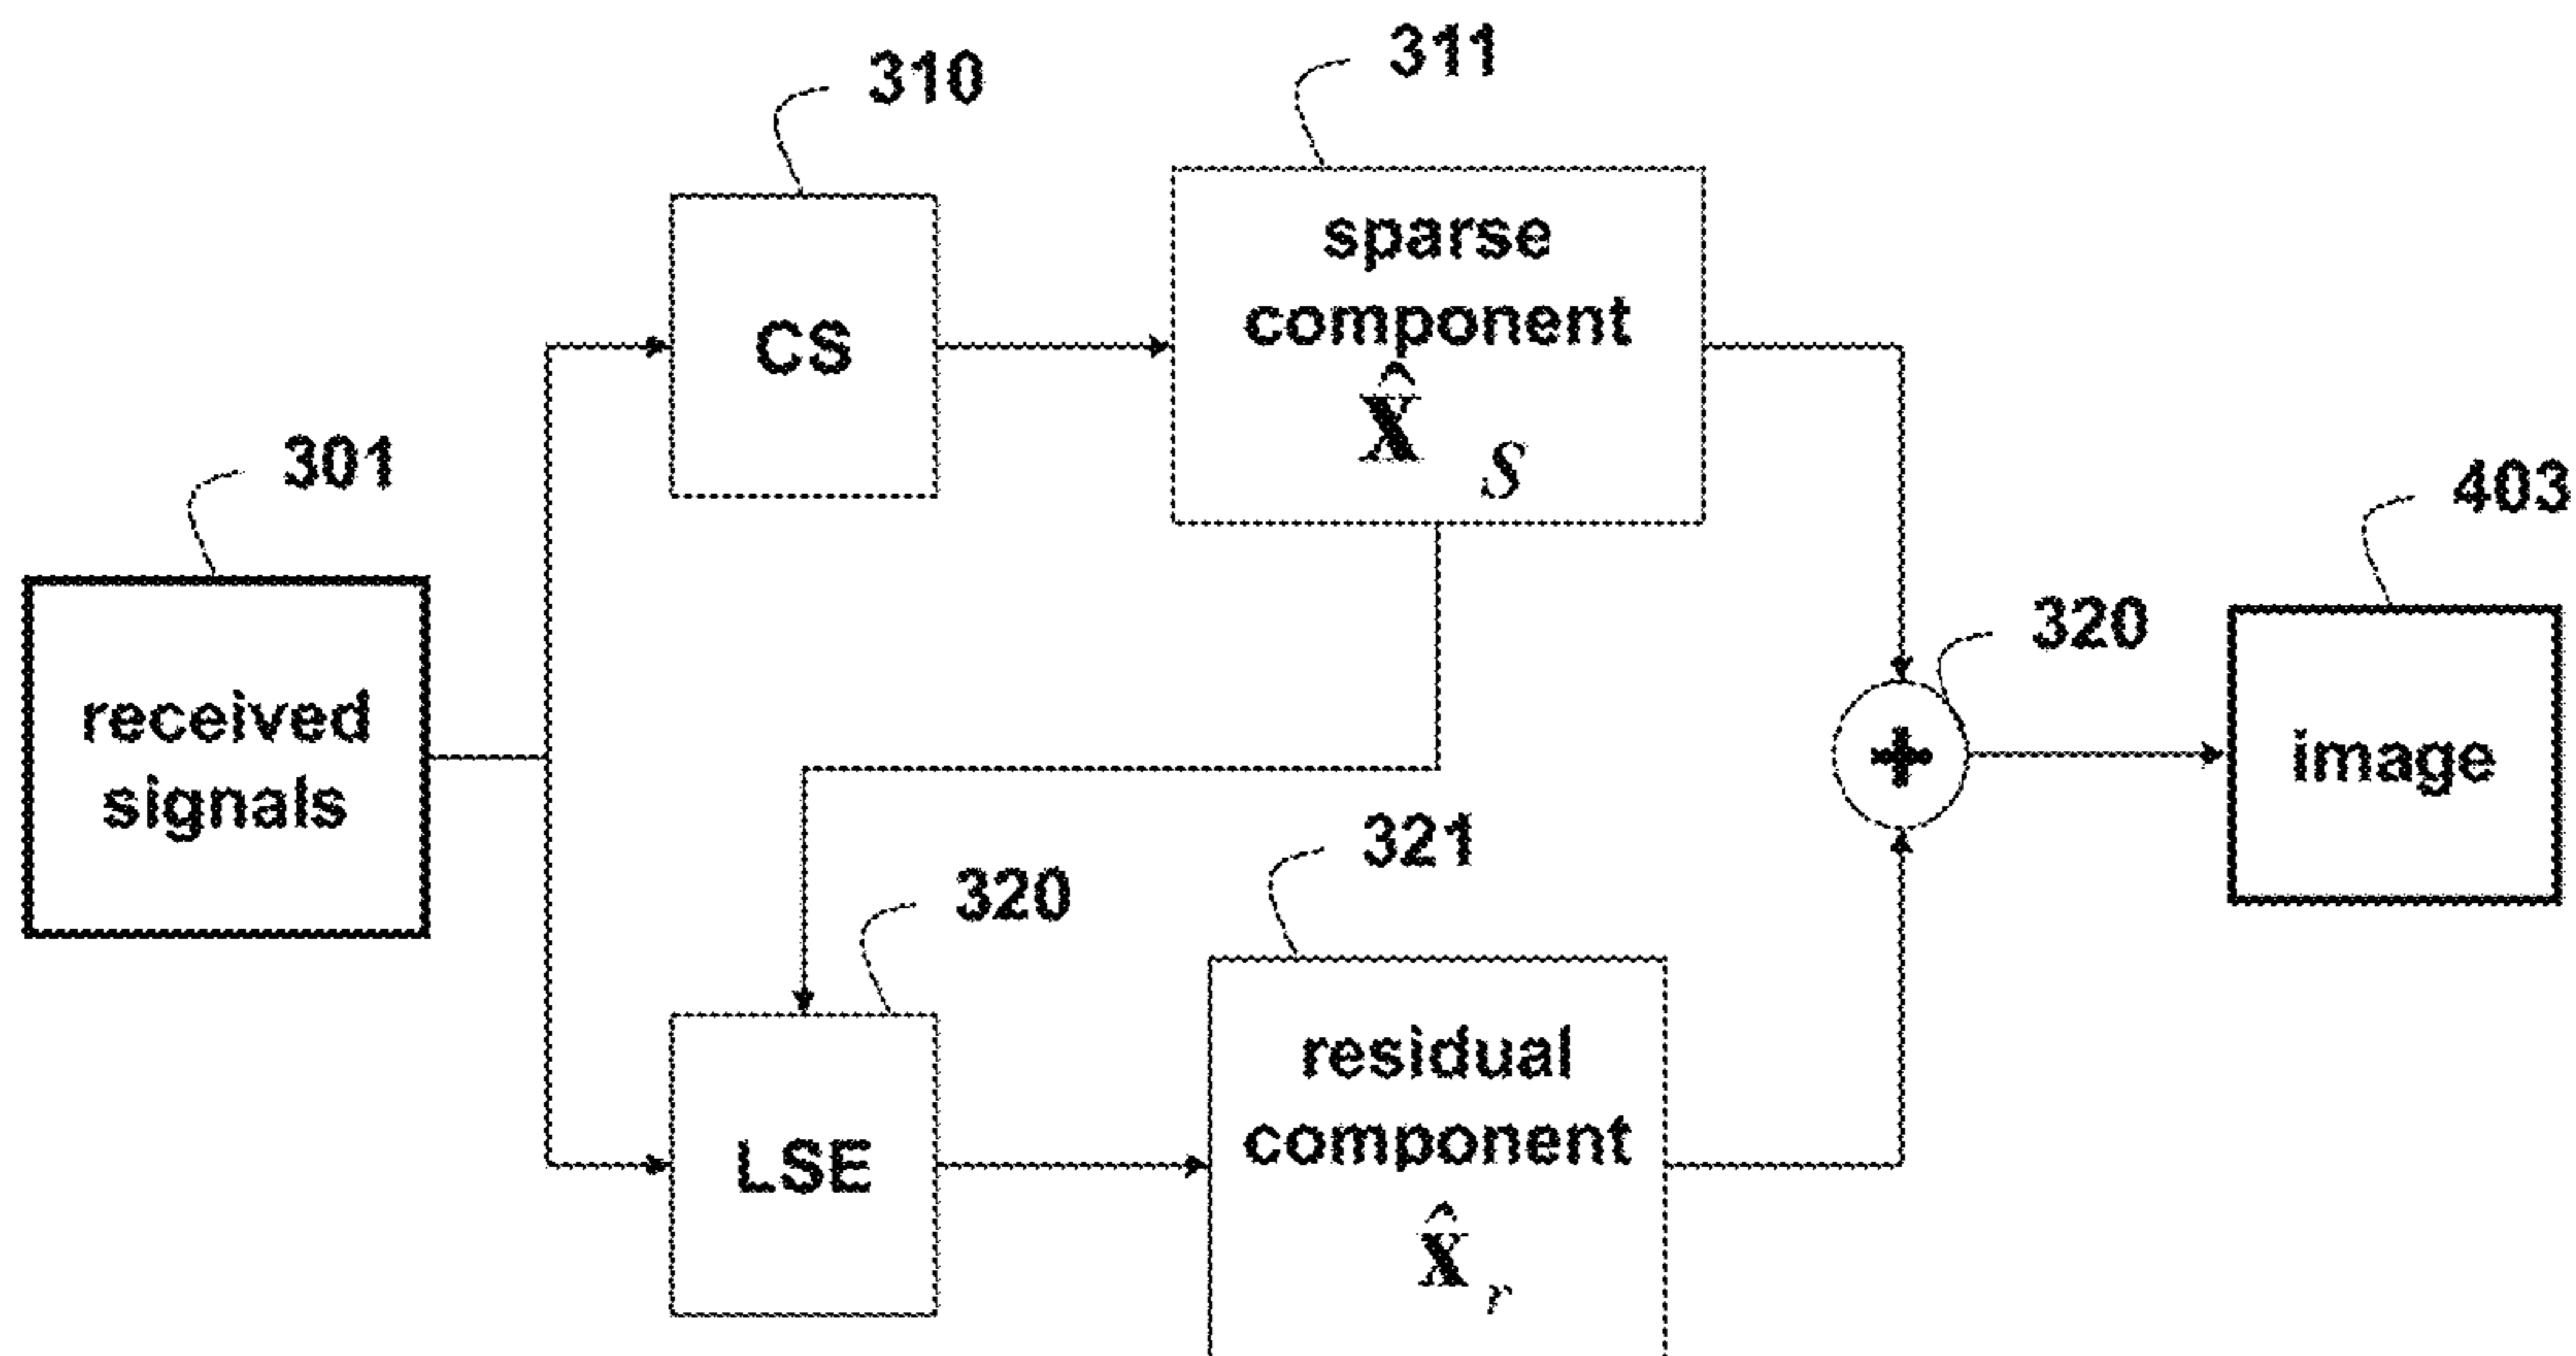 311
310
sparse
component
X̂ S
CS
301
403
received
signals
320
+
image
321
320
residual
component
X̂ r
LSE